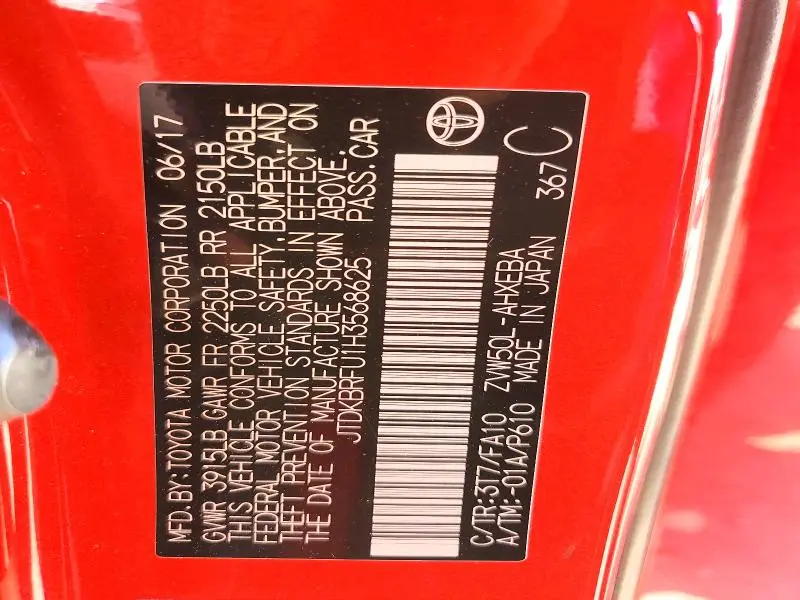 MFD.BY:TOYOTA MOTOR CORPORATION 06/17
GVWR 3915LB GAWR FR 2250LB RR 2150LB
THIS VEHICLE CONFORMS TO ALL APPLICABLE
FEDERAL MOTOR VEHICLE SAFETY,BUMPER,AND
THEFT PREVENTION STANDARDS IN EFFECT ON
THE DATE OF MANUFACTURE SHOWN ABOVE.
JTDKBRFU1H3568625 PASS.CAR
C/TR:3T7/FA10 ZVW50L-AHXEBA
A/TM:-01A/P610 MADE IN JAPAN 367 C